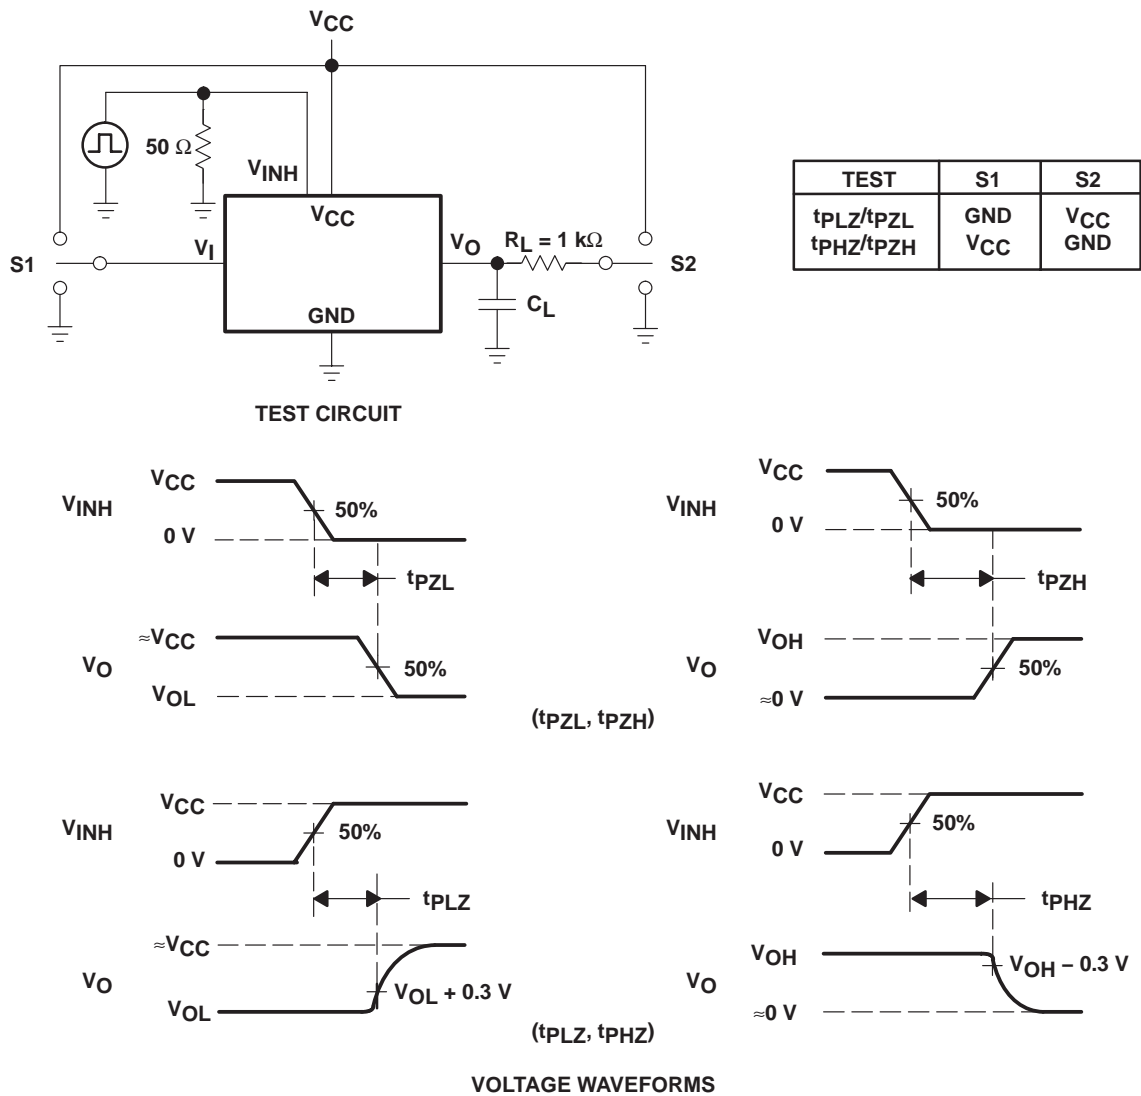 VCC
50 Ω
VINH
VCC
VI
VO
RL = 1 kΩ
S1
S2
CL
GND
TEST S1 S2
tPLZ/tPZL GND VCC
tPHZ/tPZH VCC GND
TEST CIRCUIT
VCC
VINH
50%
0 V
tPZL
≈VCC
VO
50%
VOL
VCC
VINH
50%
0 V
tPZH
VOH
VO
50%
≈0 V
(tPZL, tPZH)
VCC
VINH
50%
0 V
tPLZ
≈VCC
VO
VOL + 0.3 V
VOL
VCC
VINH
50%
0 V
tPHZ
VOH
VOH – 0.3 V
VO
≈0 V
(tPLZ, tPHZ)
VOLTAGE WAVEFORMS